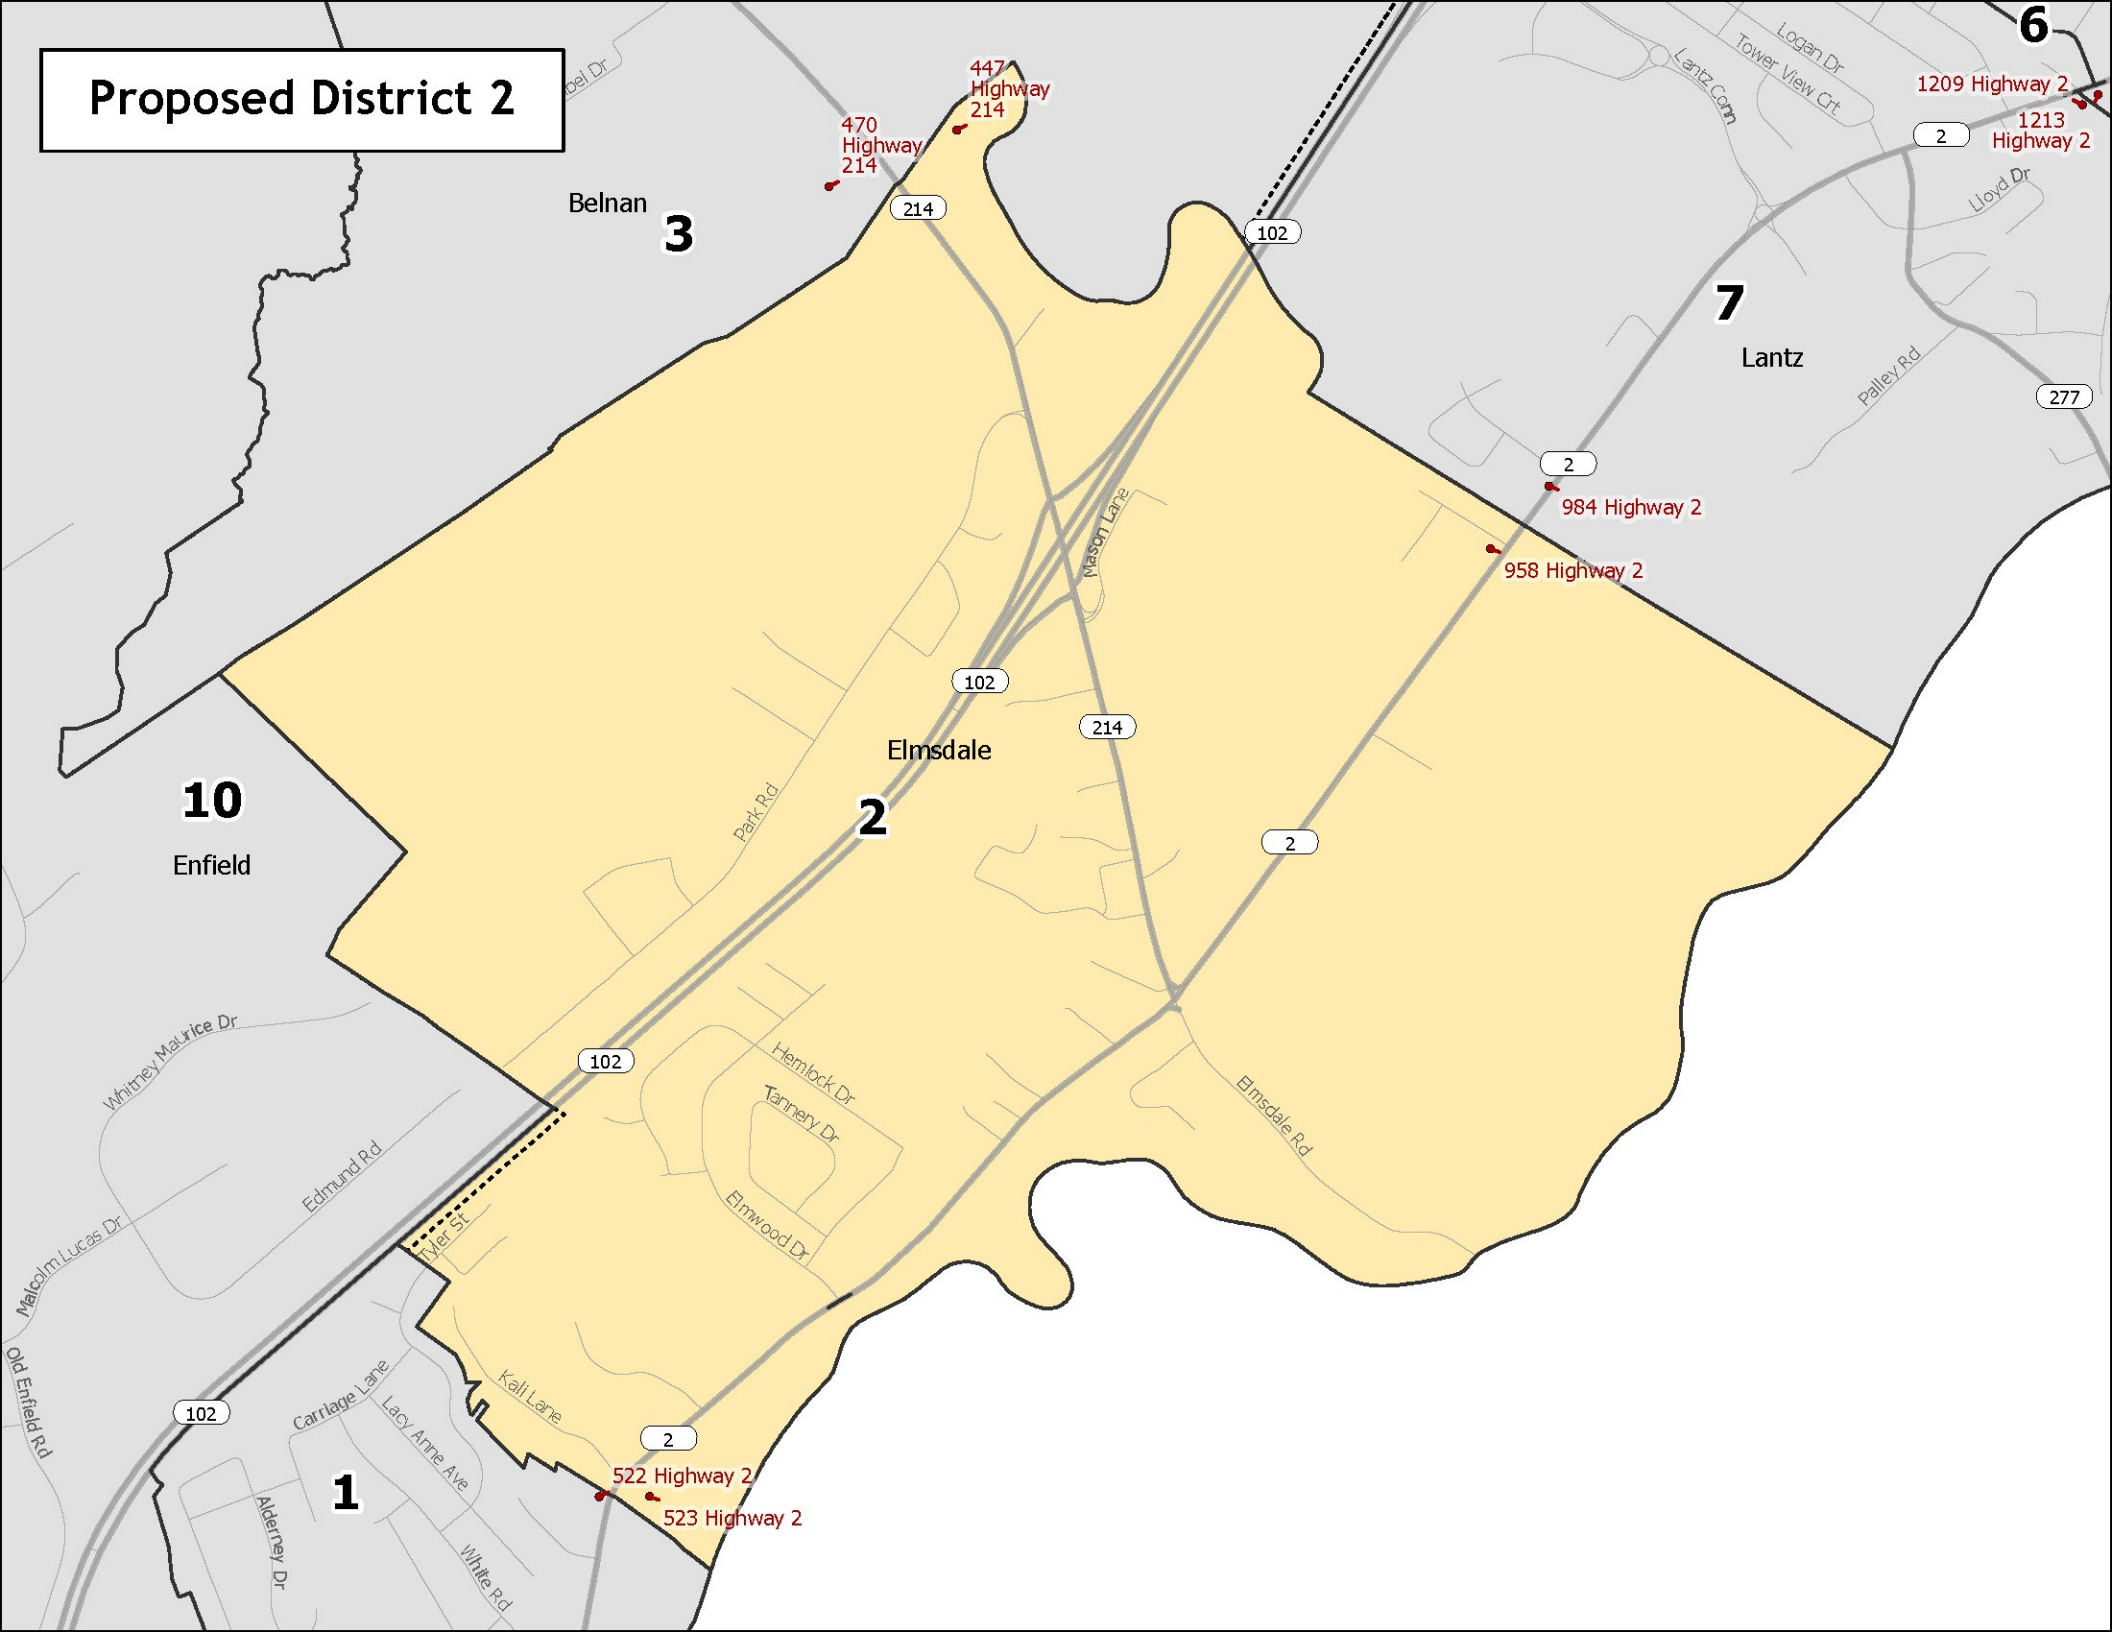 Proposed District 2
6
Logan Dr
Tower View Crt
Lantz Conn
1209 Highway 2
1213
Highway 2
2
Lloyd Dr
447
Highway
214
470
Highway
214
214
Belnan
3
102
7
Lantz
Palley Rd
277
2
984 Highway 2
958 Highway 2
Mason Lane
102
214
Elmsdale
2
Park Rd
10
Enfield
2
Whitney Maurice Dr
102
Hemlock Dr
Tannery Dr
Elmsdale Rd
Edmund Rd
Elmwood Dr
Tyler St
Malcolm Lucas Dr
Old Enfield Rd
Kali Lane
Carriage Lane
Lacy Anne Ave
102
2
522 Highway 2
523 Highway 2
1
Alderney Dr
White Rd